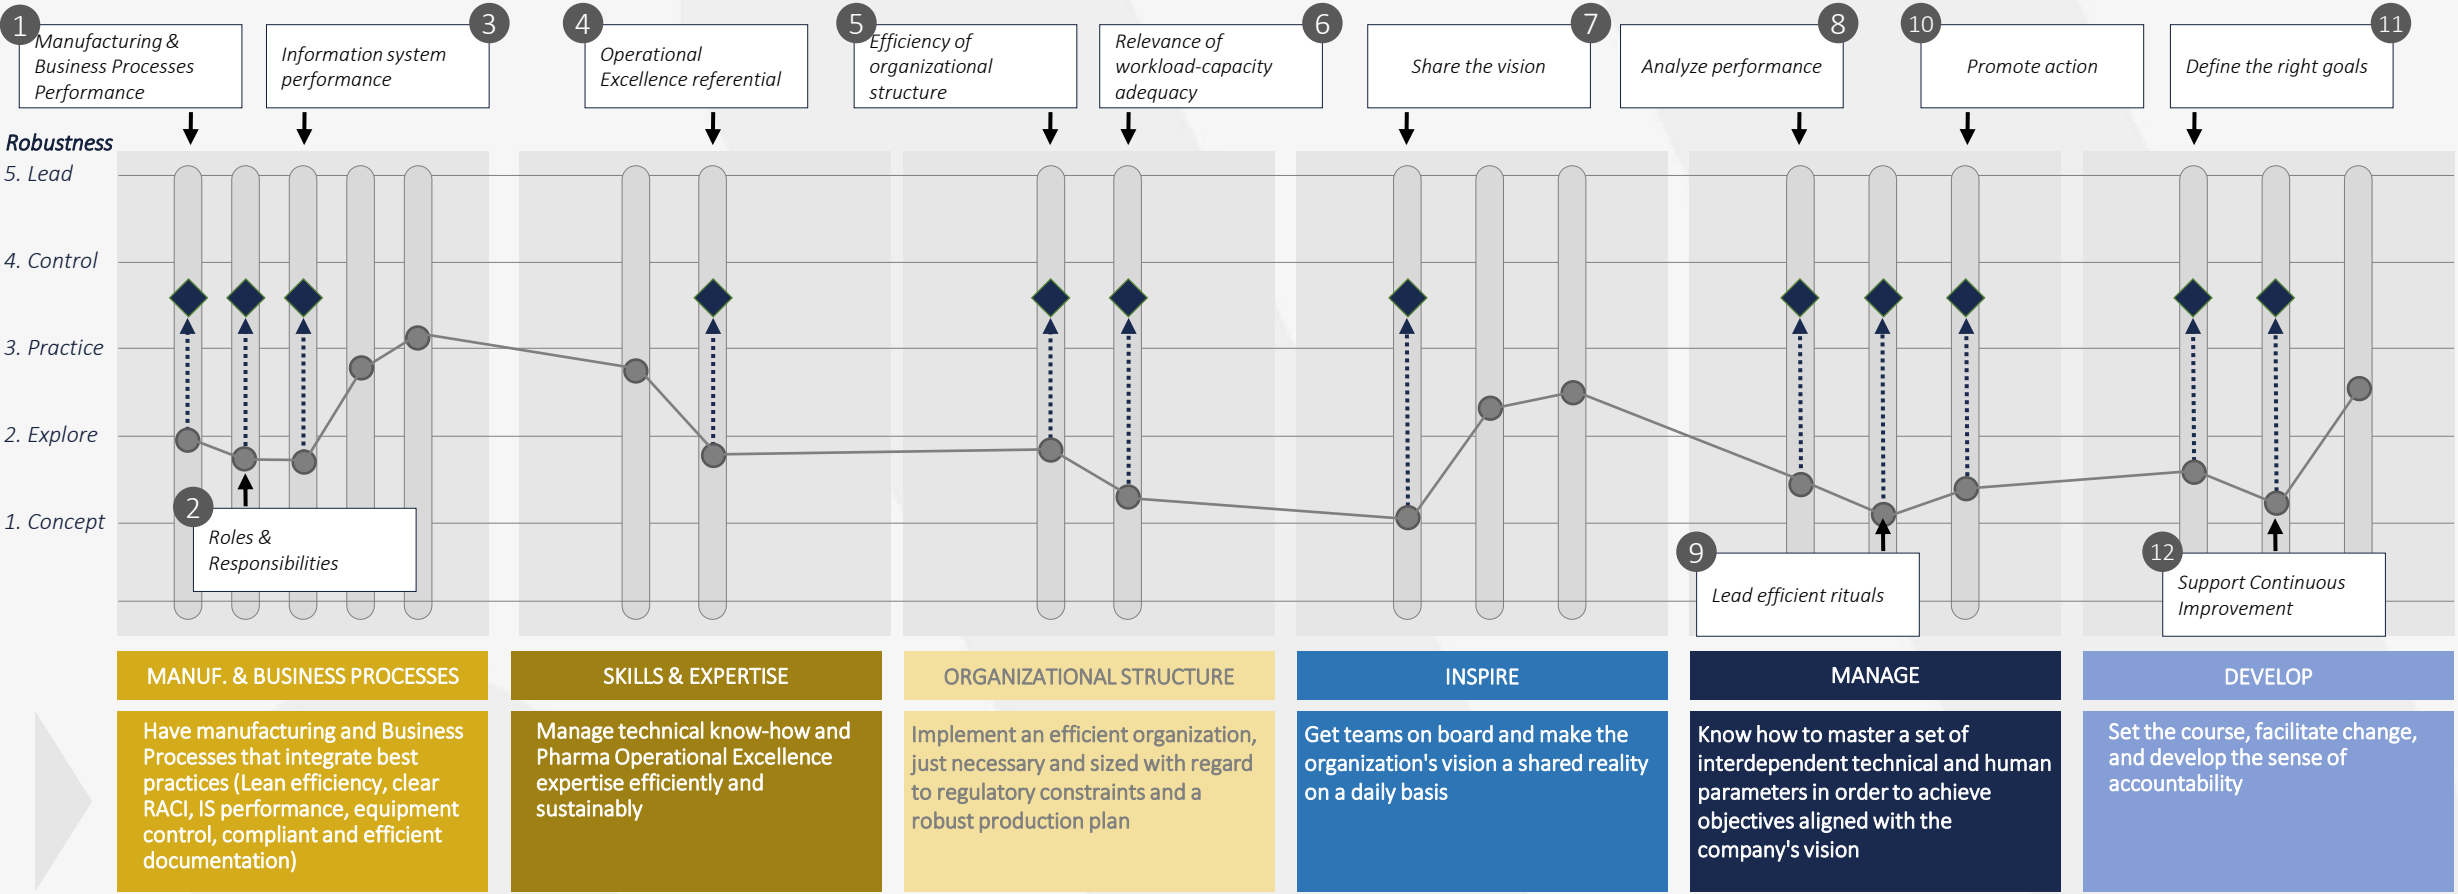 1
Manufacturing &
Business Processes
Performance
3
Information system
performance
4
Operational
Excellence referential
5
Efficiency of
organizational
structure
6
Relevance of
workload-capacity
adequacy
7
Share the vision
8
Analyze performance
10
Promote action
11
Define the right goals
Robustness
5. Lead
4. Control
3. Practice
2. Explore
1. Concept
2
Roles &
Responsibilities
9
Lead efficient rituals
12
Support Continuous
Improvement
MANUF. & BUSINESS PROCESSES
Have manufacturing and Business
Processes that integrate best
practices (Lean efficiency, clear
RACI, IS performance, equipment
control, compliant and efficient
documentation)
SKILLS & EXPERTISE
Manage technical know-how and
Pharma Operational Excellence
expertise efficiently and
sustainably
ORGANIZATIONAL STRUCTURE
Implement an efficient organization,
just necessary and sized with regard
to regulatory constraints and a
robust production plan
INSPIRE
Get teams on board and make the
organization's vision a shared reality
on a daily basis
MANAGE
Know how to master a set of
interdependent technical and human
parameters in order to achieve
objectives aligned with the
company's vision
DEVELOP
Set the course, facilitate change,
and develop the sense of
accountability